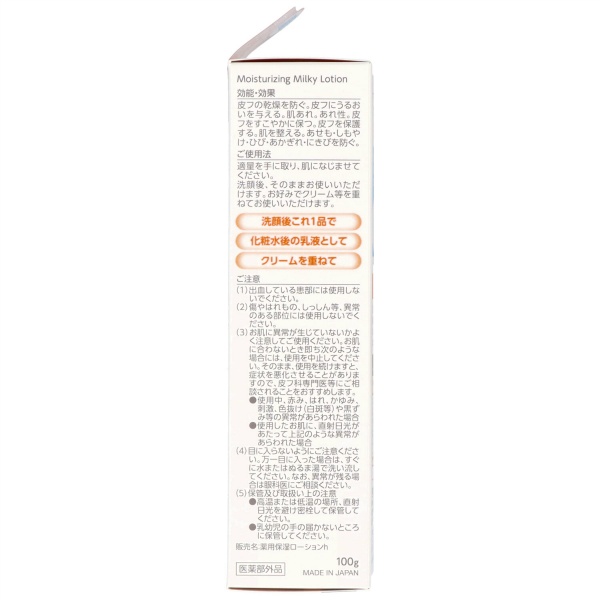 Moisturizing Milky Lotion
効能・効果
皮フの乾燥を防ぐ。皮フにうるお
いを与える。肌あれ。あれ性。皮
フをすこやかに保つ。皮フを保護
する。肌を整える。あせも・しもや
け・ひび・あかぎれ・にきびを防ぐ。
ご使用法
適量を手に取り、肌になじませて
ください。
洗顔後、そのままお使いいただ
けます。お好みでクリーム等を重
ねてお使いいただけます。
洗顔後これ1品で
化粧水後の乳液として
クリームを重ねて
ご注意
(1)出血している患部には使用しな
いでください。
(2)傷やはれもの、しっしん等、異常
のある部位には使用しないでく
ださい。
(3)お肌に異常が生じていないかよ
く注意してご使用ください。お肌
に合わないとき即ち次のような
場合には、使用を中止してくださ
い。そのまま、使用を続けますと、
症状を悪化させることがありま
すので、皮フ科専門医等にご相
談されることをおすすめします。
●使用中、赤み、はれ、かゆみ、
刺激、色抜け(白斑等)や黒ず
み等の異常があらわれた場合
●使用したお肌に、直射日光が
あたって上記のような異常が
あらわれた場合
(4)目に入らないようにご注意くださ
い。万一目に入った場合は、すぐ
に水またはぬるま湯で洗い流し
てください。なお、異常が残る場合
は眼科医にご相談ください。
(5)保管及び取扱い上の注意
●高温または低温の場所、直射
日光を避け密栓して保管して
ください。
●乳幼児の手の届かないところ
に保管してください。
販売名:薬用保湿ローションh
医薬部外品
100g
MADE IN JAPAN